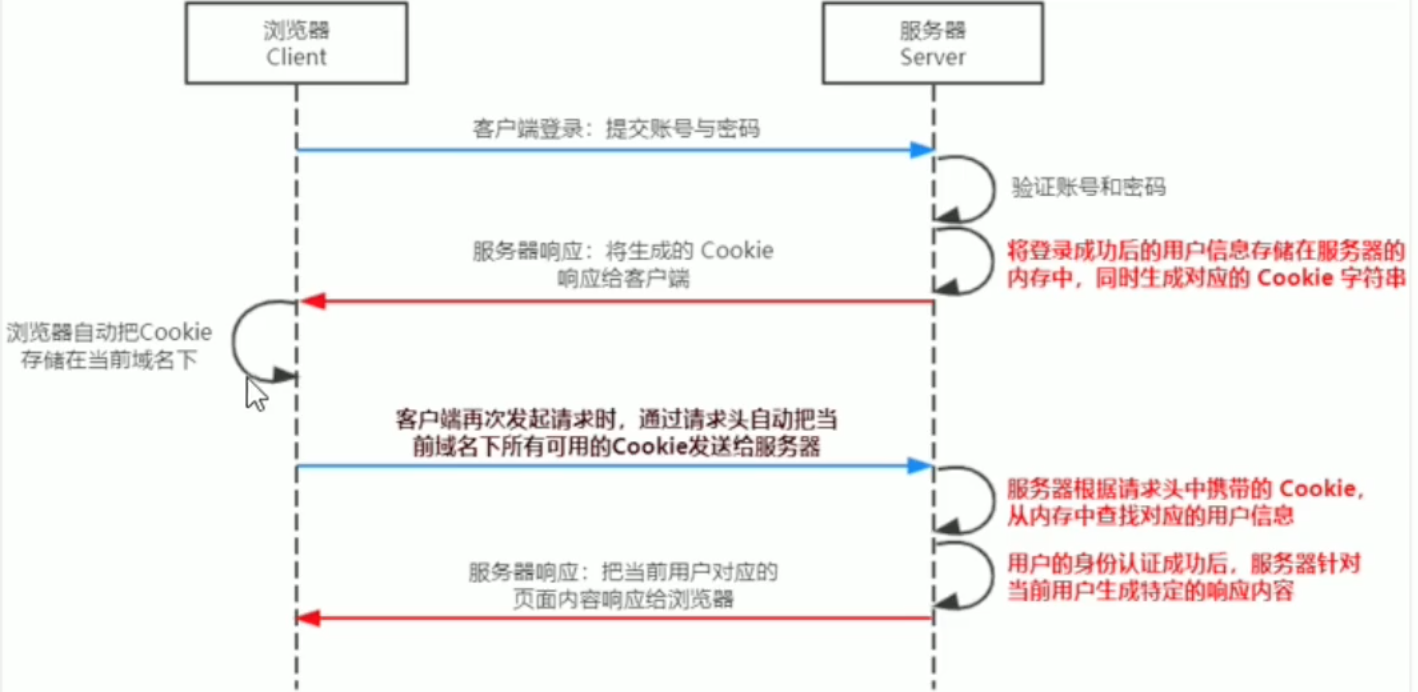 浏览器
Client
服务器
Server
客户端登录：提交账号与密码
验证账号和密码
服务器响应：将生成的 Cookie
响应给客户端
将登录成功后的用户信息存储在服务器的
内存中，同时生成对应的 Cookie 字符串
浏览器自动把Cookie
存储在当前域名下
客户端再次发起请求时，通过请求头自动把当
前域名下所有可用的Cookie发送给服务器
服务器根据请求头中携带的 Cookie，
从内存中查找对应的用户信息
用户的身份认证成功后，服务器针对
当前用户生成特定的响应内容
服务器响应：把当前用户对应的
页面内容响应给浏览器